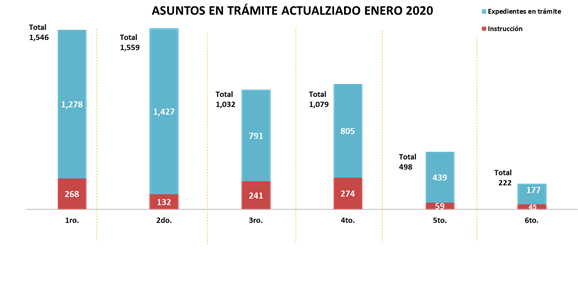 ASUNTOS EN TRÁMITE ACTUALZIADO ENERO 2020
Expedientes en trámite
Instrucción
Total
1,546
1,278
268
1ro.
Total
1,559
1,427
132
2do.
Total
1,032
791
241
3ro.
Total
1,079
805
274
4to.
Total
498
439
59
5to.
Total
222
177
45
6to.